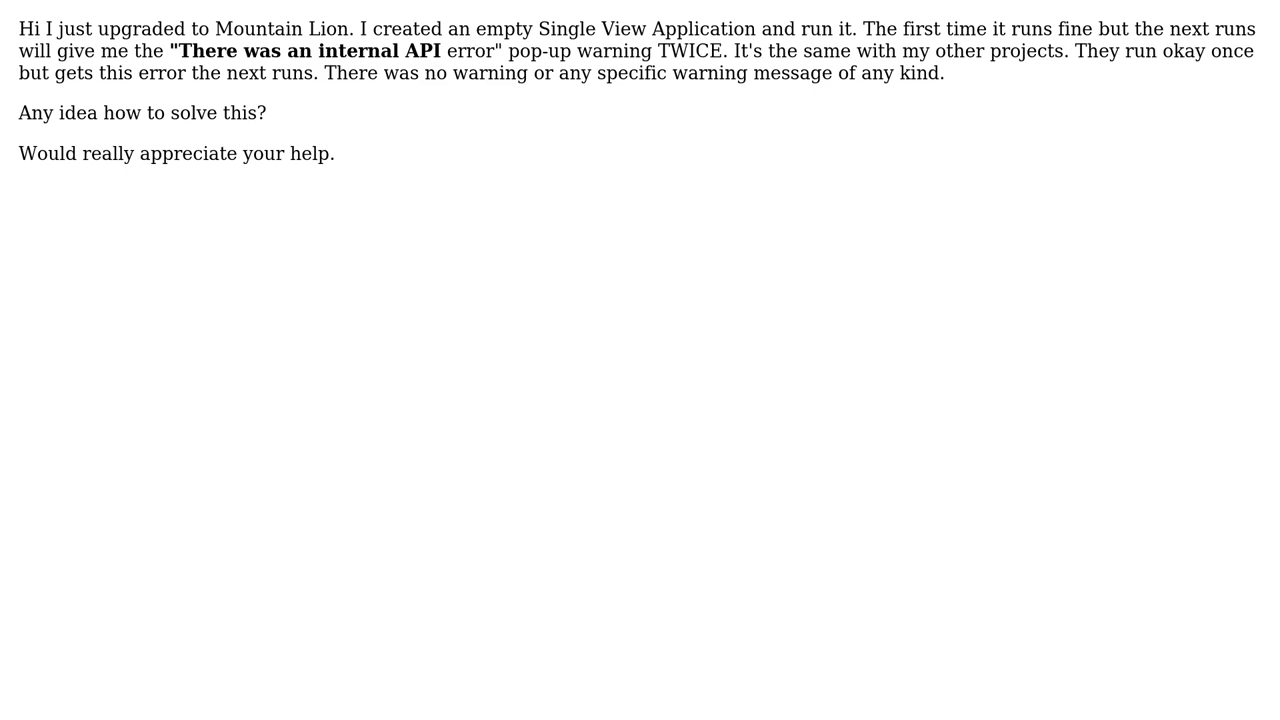 Hi I just upgraded to Mountain Lion. I created an empty Single View Application and run it. The first time it runs fine but the next runs
will give me the "There was an internal API error" pop-up warning TWICE. It's the same with my other projects. They run okay once
but gets this error the next runs. There was no warning or any specific warning message of any kind.
Any idea how to solve this?
Would really appreciate your help.